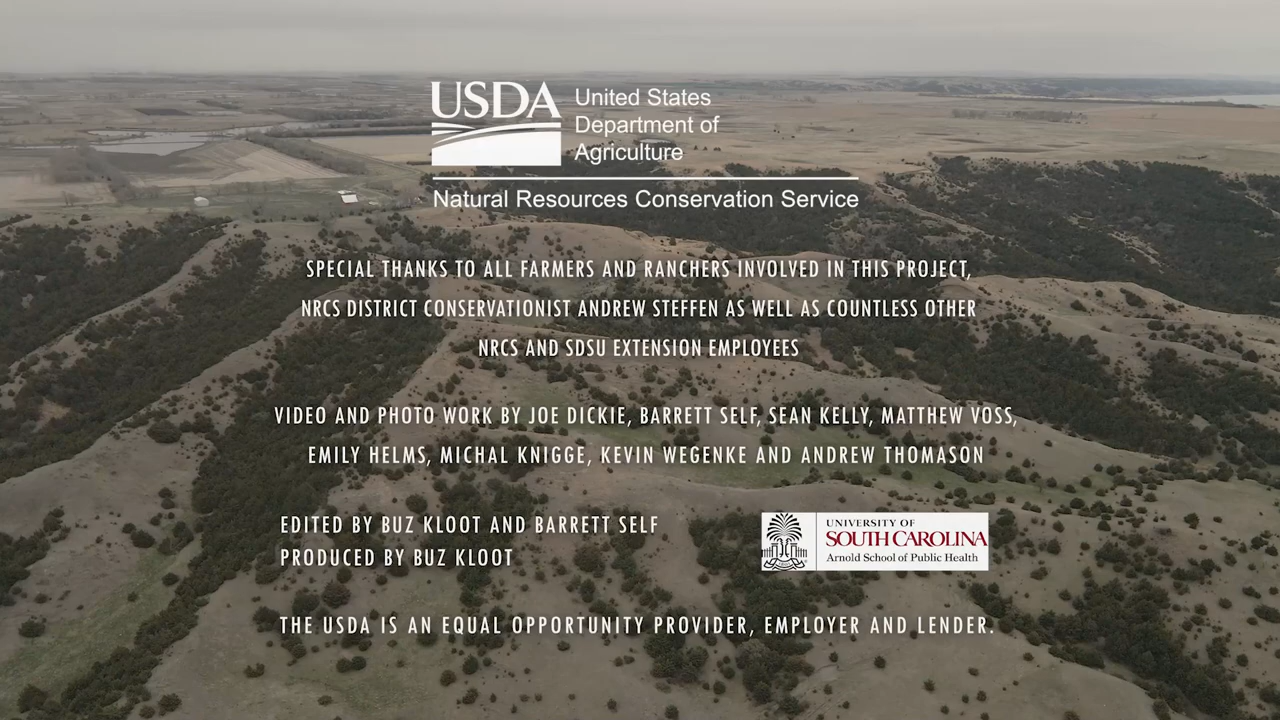 USDA
United States
Department of
Agriculture
Natural Resources Conservation Service
SPECIAL THANKS TO ALL FARMERS AND RANCHERS INVOLVED IN THIS PROJECT,
NRCS DISTRICT CONSERVATIONIST ANDREW STEFFEN AS WELL AS COUNTLESS OTHER
NRCS AND SDSU EXTENSION EMPLOYEES
VIDEO AND PHOTO WORK BY JOE DICKIE, BARRETT SELF, SEAN KELLY, MATTHEW VOSS,
EMILY HELMS, MICHAL KNIGGE, KEVIN WEGENKE AND ANDREW THOMASON
EDITED BY BUZ KLOOT AND BARRETT SELF
PRODUCED BY BUZ KLOOT
UNIVERSITY OF
SOUTH CAROLINA
Arnold School of Public Health
THE USDA IS AN EQUAL OPPORTUNITY PROVIDER, EMPLOYER AND LENDER.